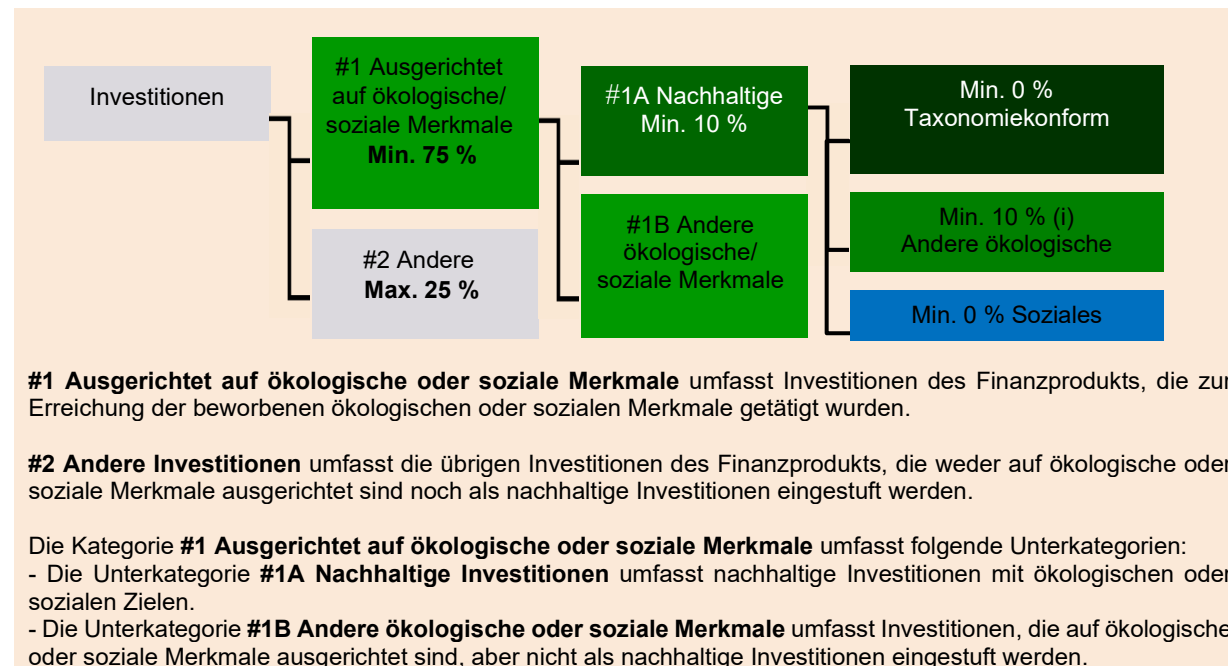 Investitionen
#1 Ausgerichtet
auf ökologische/
soziale Merkmale
Min. 75 %
#2 Andere
Max. 25 %
#1A Nachhaltige
Min. 10 %
#1B Andere
ökologische/
soziale Merkmale
Min. 0 %
Taxonomiekonform
Min. 10 % (i)
Andere ökologische
Min. 0 % Soziales
#1 Ausgerichtet auf ökologische oder soziale Merkmale umfasst Investitionen des Finanzprodukts, die zur
Erreichung der beworbenen ökologischen oder sozialen Merkmale getätigt wurden.
#2 Andere Investitionen umfasst die übrigen Investitionen des Finanzprodukts, die weder auf ökologische oder
soziale Merkmale ausgerichtet sind noch als nachhaltige Investitionen eingestuft werden.
Die Kategorie #1 Ausgerichtet auf ökologische oder soziale Merkmale umfasst folgende Unterkategorien:
- Die Unterkategorie #1A Nachhaltige Investitionen umfasst nachhaltige Investitionen mit ökologischen oder
sozialen Zielen.
- Die Unterkategorie #1B Andere ökologische oder soziale Merkmale umfasst Investitionen, die auf ökologische
oder soziale Merkmale ausgerichtet sind, aber nicht als nachhaltige Investitionen eingestuft werden.